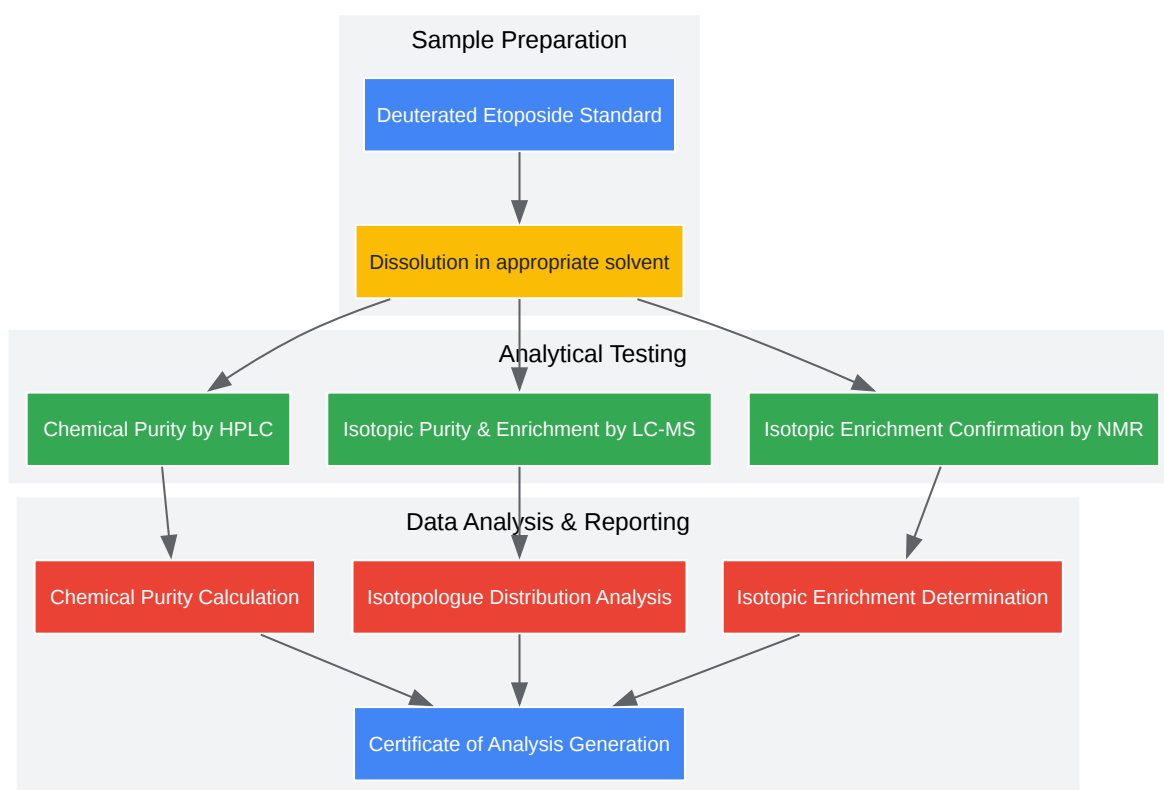 Sample Preparation
Deuterated Etoposide Standard
Dissolution in appropriate solvent
Analytical Testing
Chemical Purity by HPLC
Isotopic Purity & Enrichment by LC-MS
Isotopic Enrichment Confirmation by NMR
Data Analysis & Reporting
Chemical Purity Calculation
Isotopologue Distribution Analysis
Isotopic Enrichment Determination
Certificate of Analysis Generation